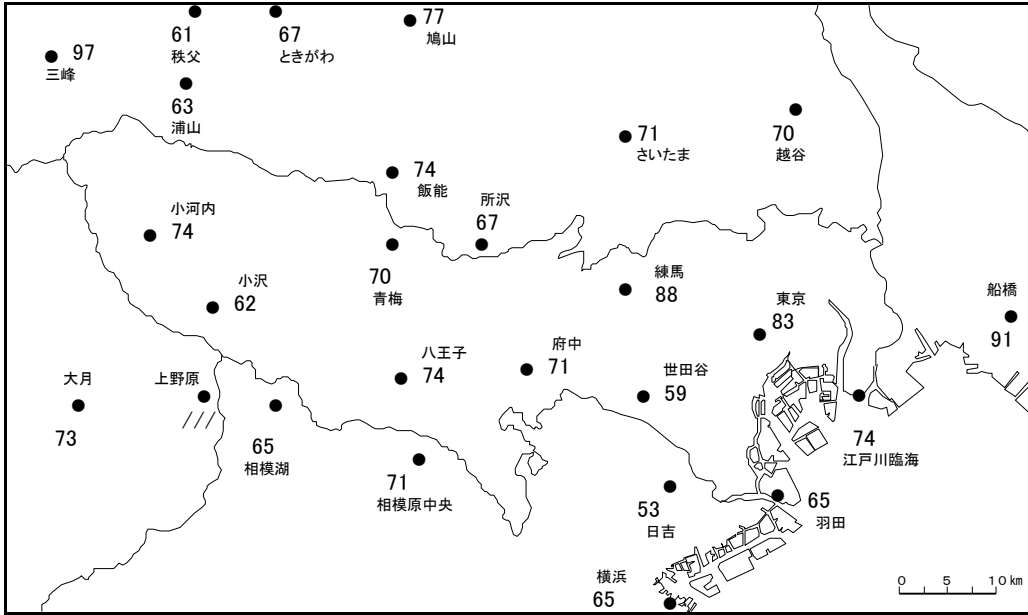 61
秩父
67
ときがわ
77
鳩山
97
三峰
63
浦山
71
さいたま
70
越谷
74
飯能
所沢
67
小河内
74
70
青梅
小沢
62
練馬
88
東京
83
船橋
91
大月
73
上野原
///
65
相模湖
八王子
74
府中
71
世田谷
59
74
江戸川臨海
71
相模原中央
53
日吉
65
羽田
横浜
65
0 5 10km